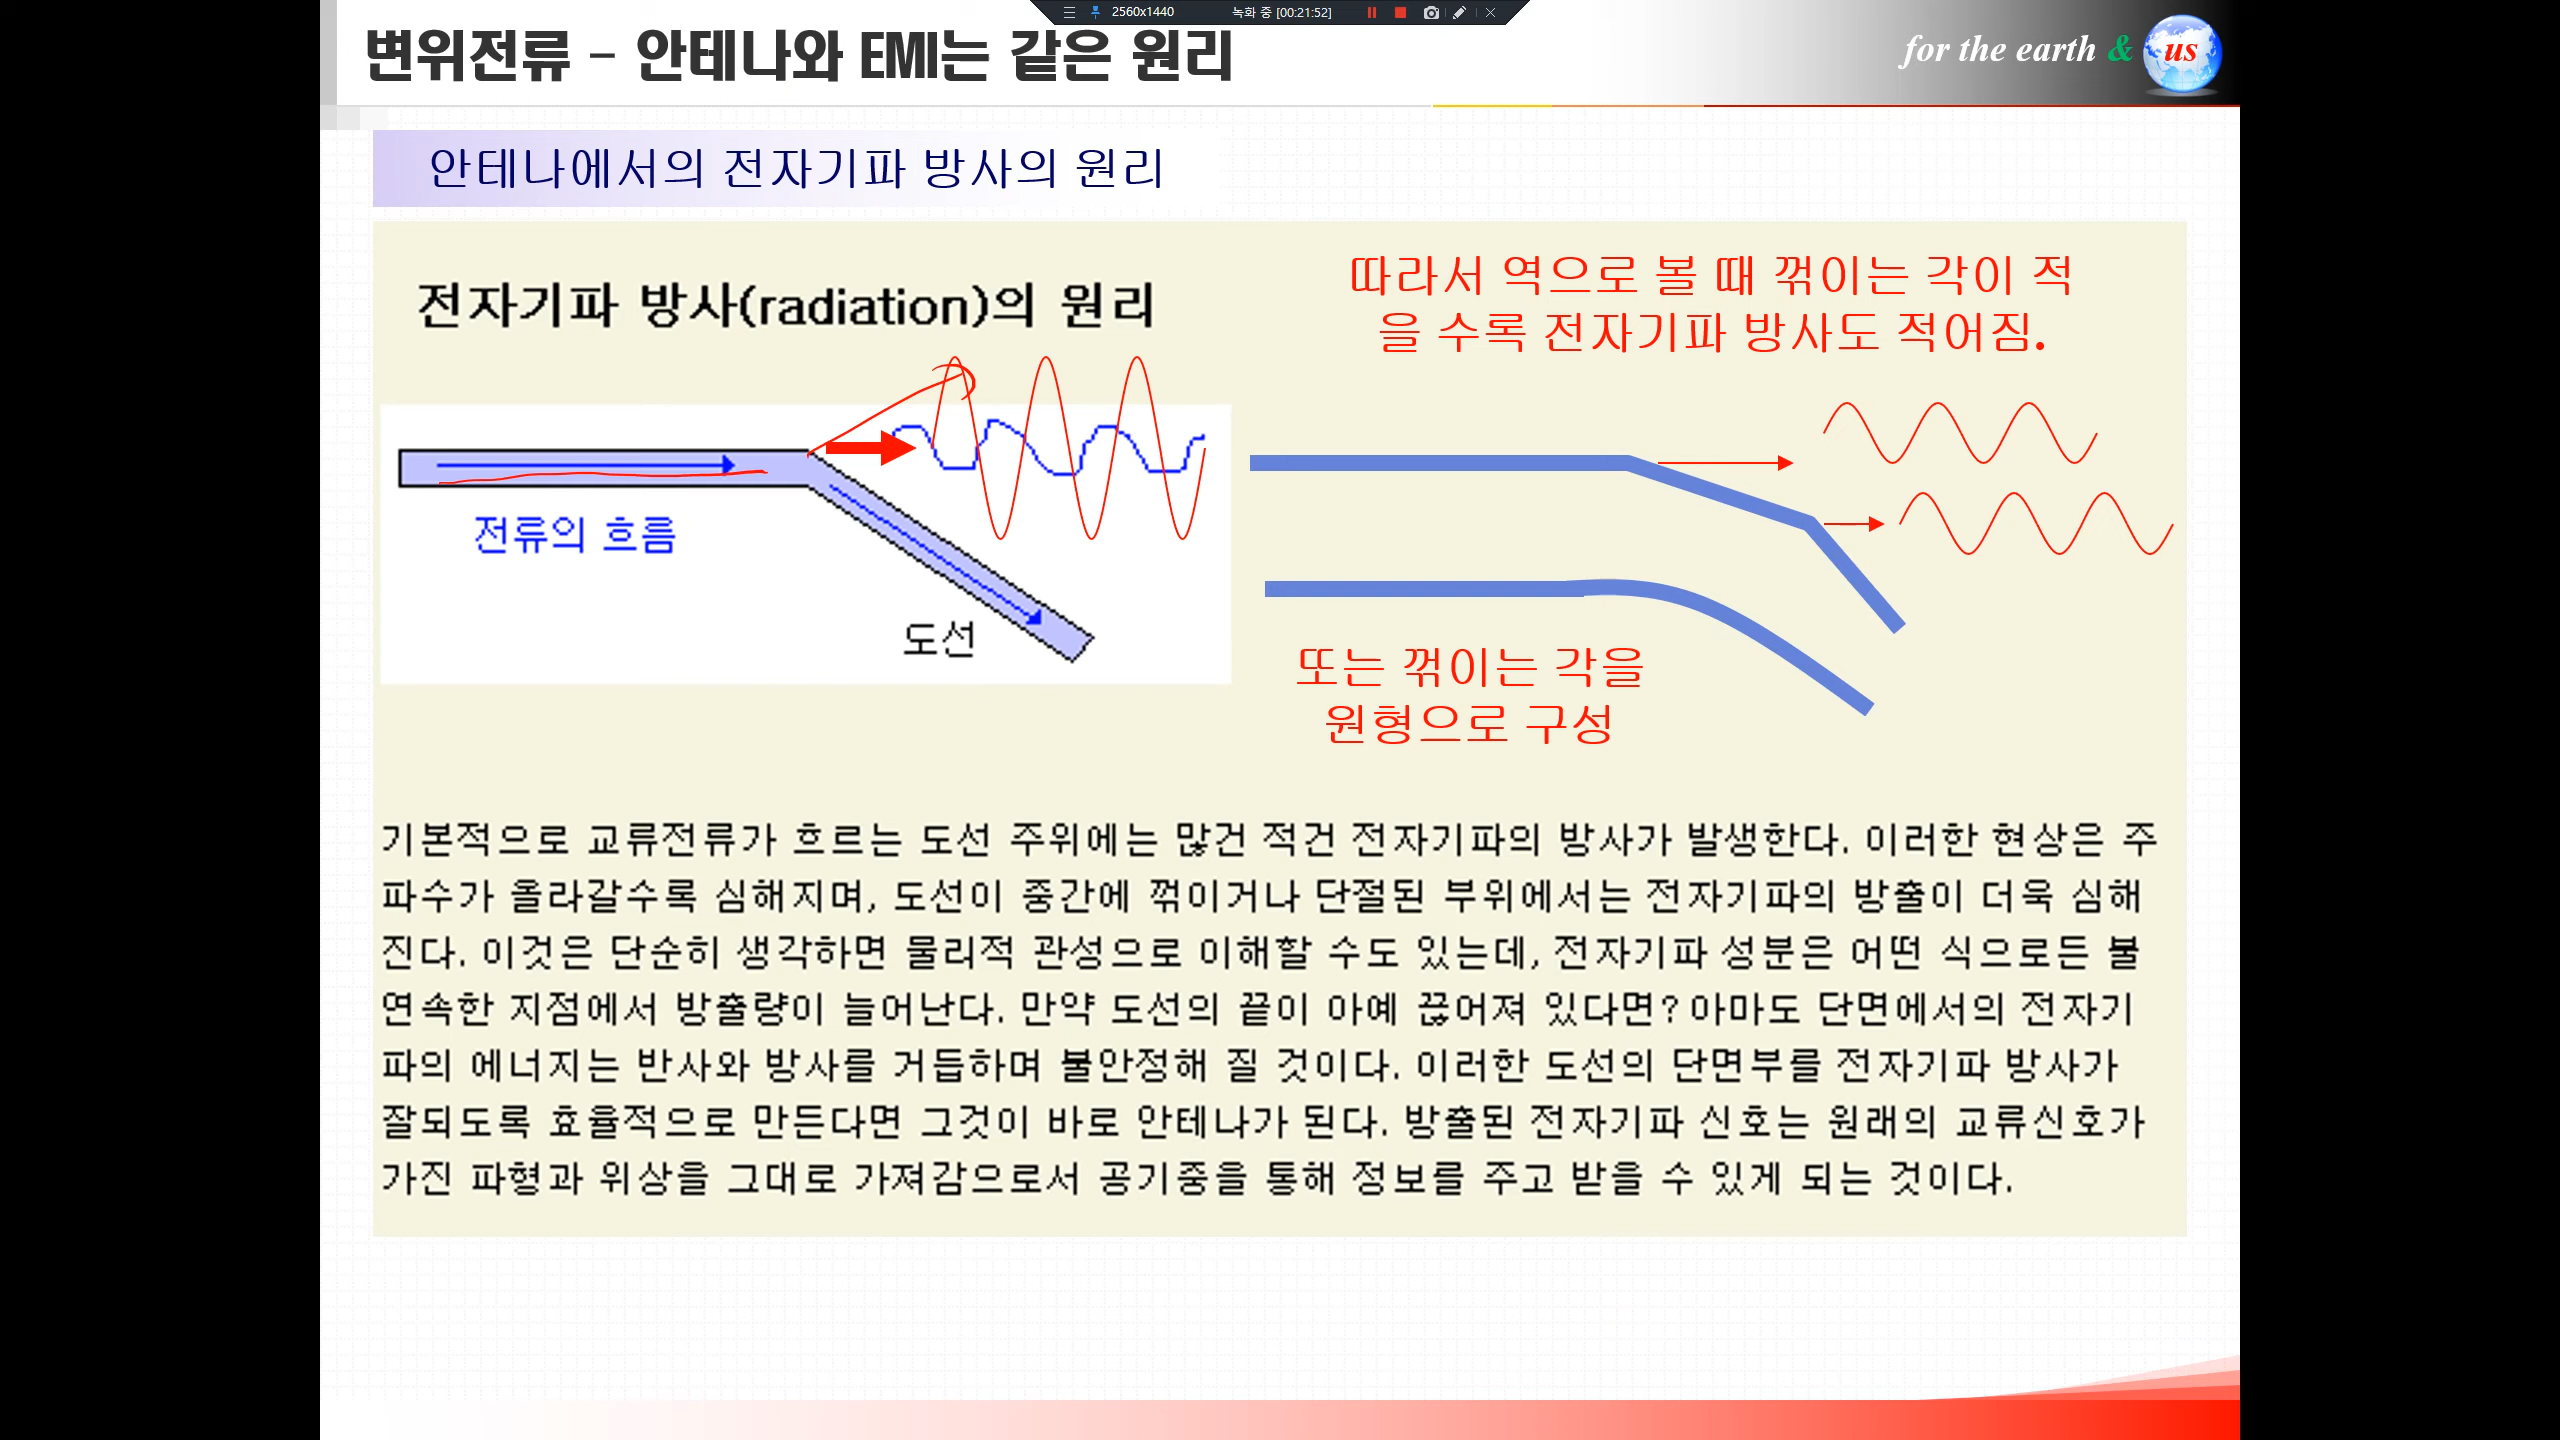 2560x1440 녹화 중 [00:21:52]
변위전류 – 안테나와 EMI는 같은 원리
for the earth & us
안테나에서의 전자기파 방사의 원리
전자기파 방사(radiation)의 원리
따라서 역으로 볼 때 꺾이는 각이 적
을 수록 전자기파 방사도 적어짐.
전류의 흐름
도선
또는 꺾이는 각을
원형으로 구성
기본적으로 교류전류가 흐르는 도선 주위에는 많건 적건 전자기파의 방사가 발생한다. 이러한 현상은 주
파수가 올라갈수록 심해지며, 도선이 중간에 꺾이거나 단절된 부위에서는 전자기파의 방출이 더욱 심해
진다. 이것은 단순히 생각하면 물리적 관성으로 이해할 수도 있는데, 전자기파 성분은 어떤 식으로든 불
연속한 지점에서 방출량이 늘어난다. 만약 도선의 끝이 아예 끊어져 있다면? 아마도 단면에서의 전자기
파의 에너지는 반사와 방사를 거듭하며 불안정해 질 것이다. 이러한 도선의 단면부를 전자기파 방사가
잘되도록 효율적으로 만든다면 그것이 바로 안테나가 된다. 방출된 전자기파 신호는 원래의 교류신호가
가진 파형과 위상을 그대로 가져감으로서 공기중을 통해 정보를 주고 받을 수 있게 되는 것이다.